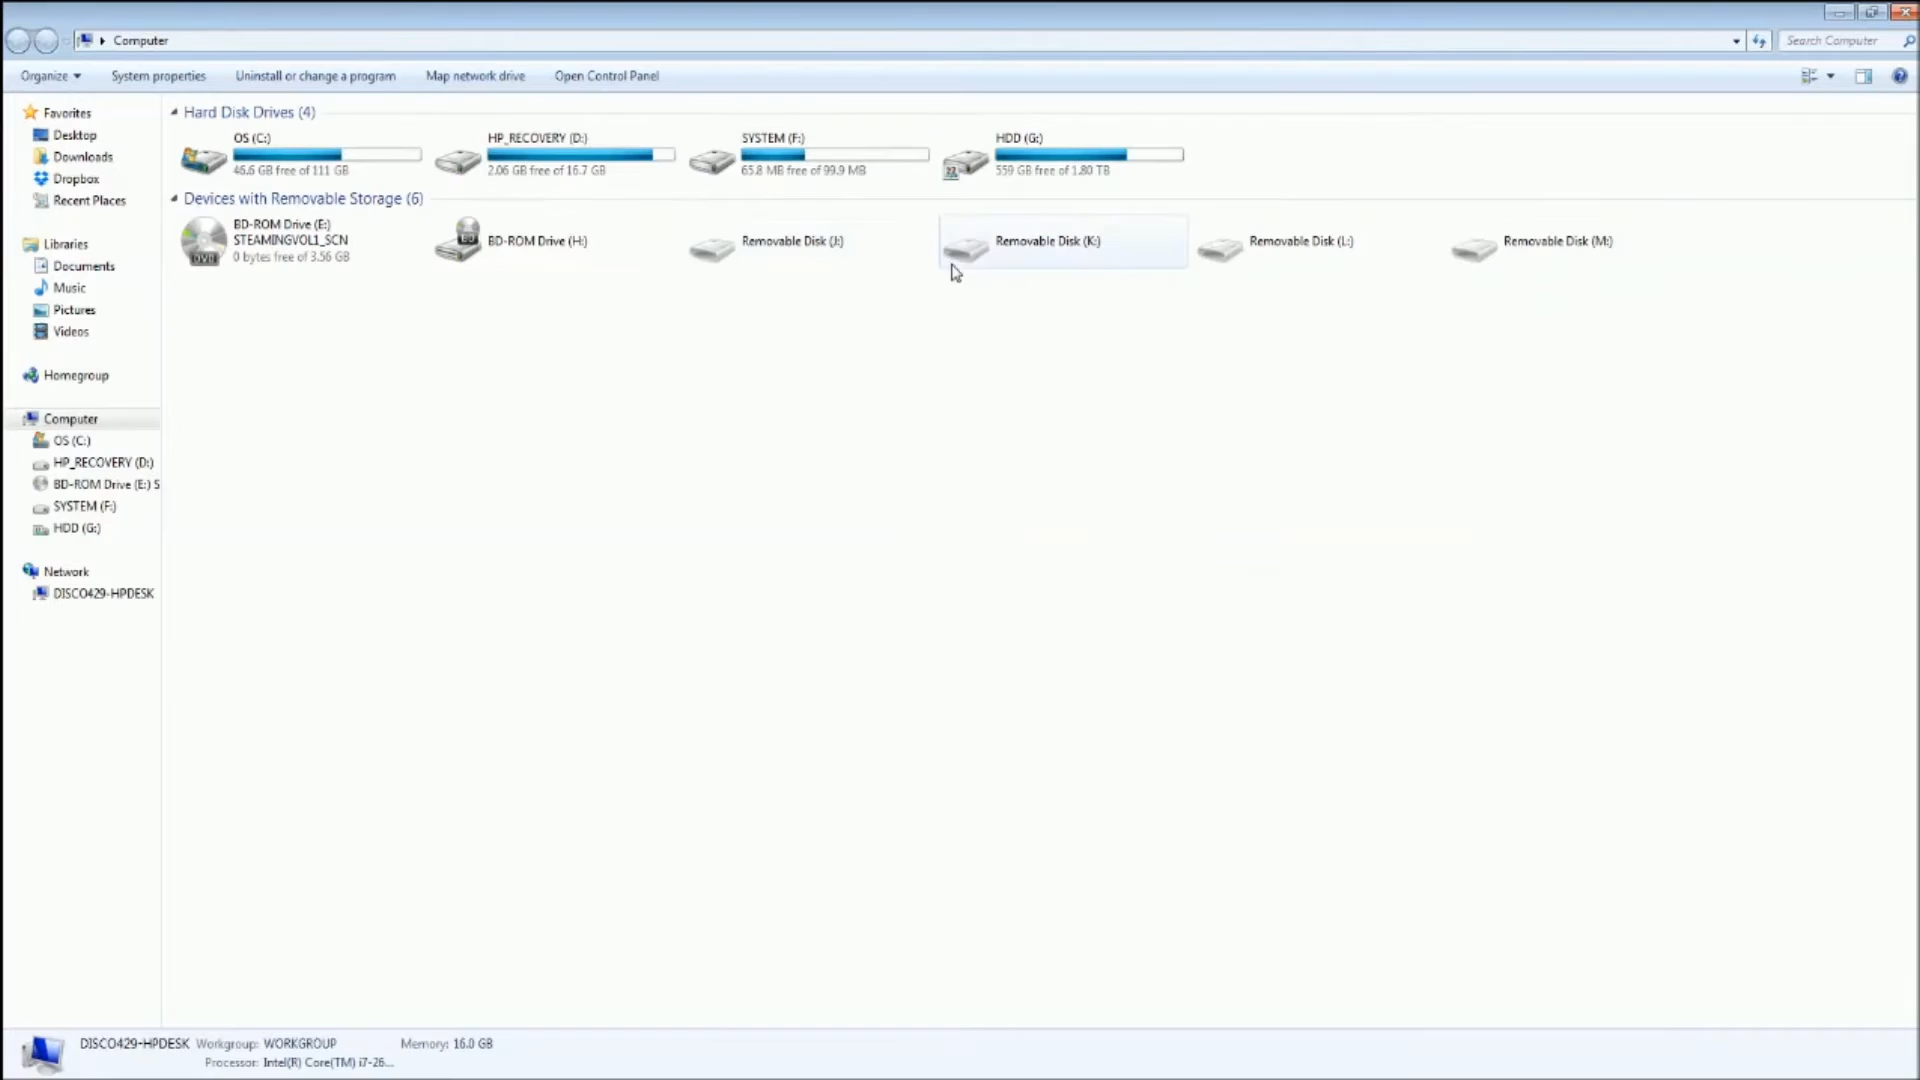 Computer
Search Computer
Organize
System properties
Uninstall or change a program
Map network drive
Open Control Panel
Favorites
Desktop
Downloads
Dropbox
Recent Places
Libraries
Documents
Music
Pictures
Videos
Homegroup
Computer
OS (C:)
HP_RECOVERY (D:)
BD-ROM Drive (E:) S
SYSTEM (F:)
HDD (G:)
Network
DISCO429-HPDESK
Hard Disk Drives (4)
OS (C:)
46.6 GB free of 111 GB
HP_RECOVERY (D:)
2.06 GB free of 16.7 GB
SYSTEM (F:)
65.8 MB free of 99.9 MB
HDD (G:)
559 GB free of 1.80 TB
Devices with Removable Storage (6)
BD-ROM Drive (E:)
STEAMINGVOL1_SCN
0 bytes free of 3.56 GB
DVD
BD-ROM Drive (H:)
BD
Removable Disk (J:)
Removable Disk (K:)
Removable Disk (L:)
Removable Disk (M:)
DISCO429-HPDESK Workgroup: WORKGROUP Memory: 16.0 GB
Processor: Intel(R) Core(TM) i7-26...